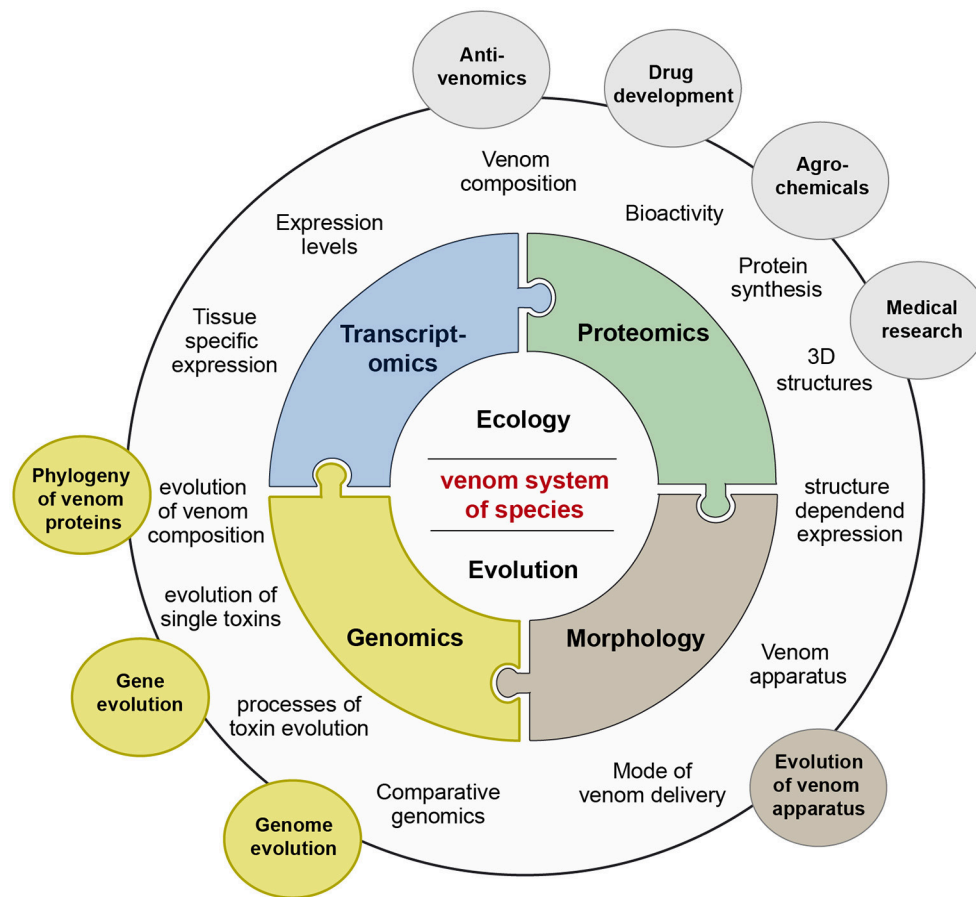 Anti-
venomics
Drug
development
Agro-
chemicals
Medical
research
Venom
composition
Bioactivity
Expression
levels
Protein
synthesis
Tissue
specific
expression
3D
structures
Transcript-
omics
Proteomics
Ecology
venom system
of species
Evolution
Phylogeny
of venom
proteins
evolution
of venom
composition
structure
dependend
expression
evolution of
single toxins
Genomics
Morphology
Venom
apparatus
Gene
evolution
processes of
toxin evolution
Mode of
venom delivery
Evolution
of venom
apparatus
Comparative
genomics
Genome
evolution